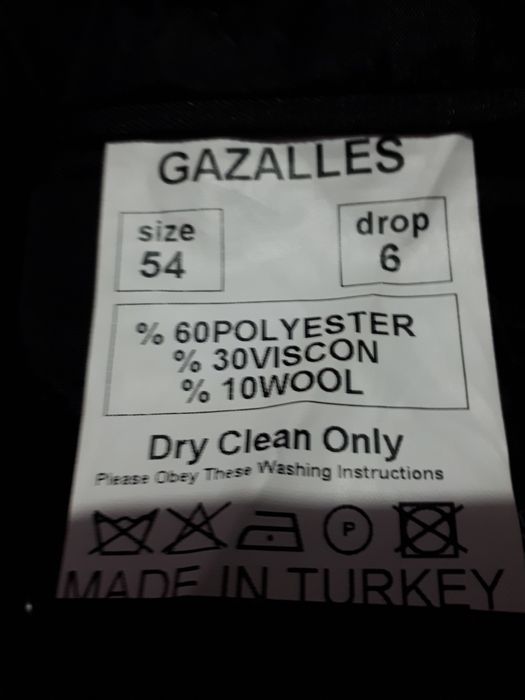 GAZALLES
size
54
drop
6
% 60POLYESTER
% 30VISCON
% 10WOOL
Dry Clean Only
Please Obey These Washing Instructions
P
MADE IN TURKEY